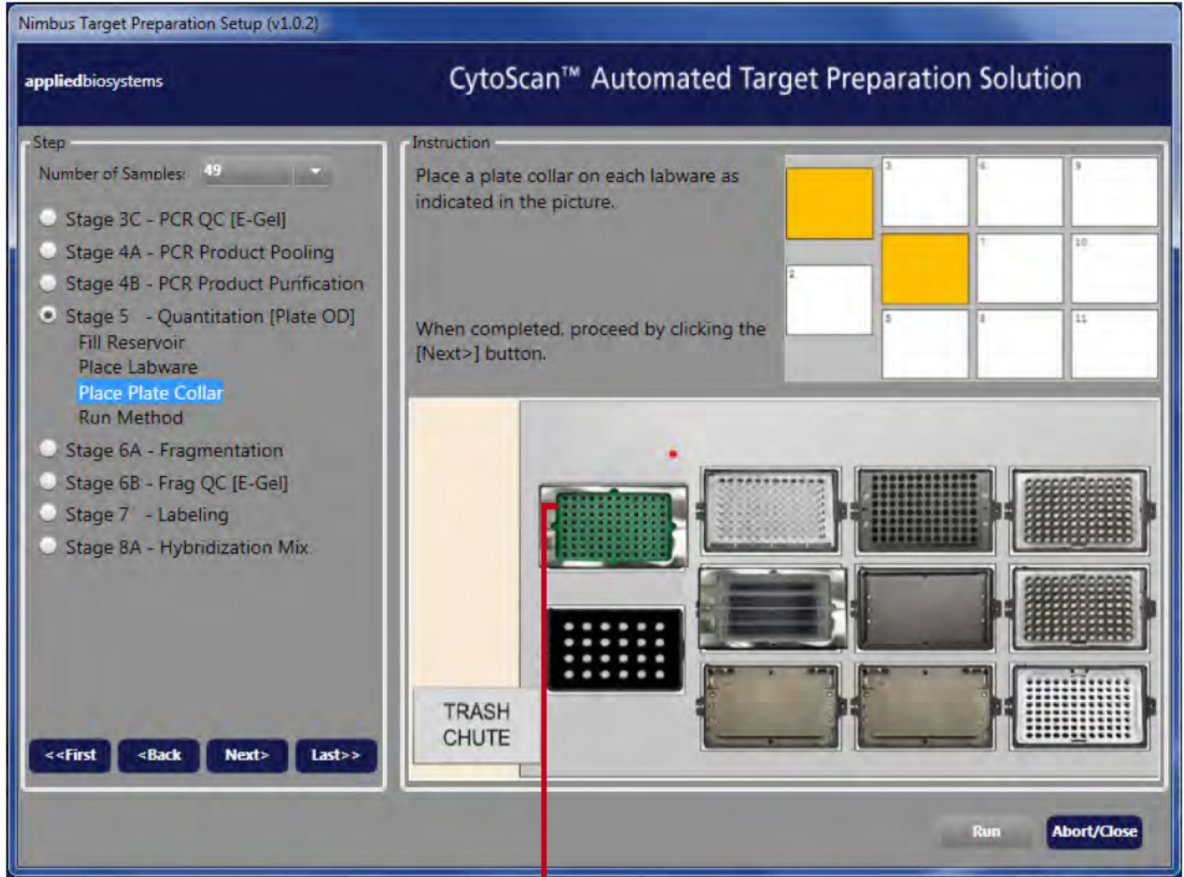 Nimbus Target Preparation Setup (v1.0.2)
appliedbiosystems
CytoScan™ Automated Target Preparation Solution
Step
Number of Samples: 49
Stage 3C - PCR QC [E-Gel]
Stage 4A - PCR Product Pooling
Stage 4B - PCR Product Purification
Stage 5 - Quantitation [Plate OD]
Fill Reservoir
Place Labware
Place Plate Collar
Run Method
Stage 6A - Fragmentation
Stage 6B - Frag QC [E-Gel]
Stage 7 - Labeling
Stage 8A - Hybridization Mix
<<First <Back Next> Last>>
Instruction
Place a plate collar on each labware as
indicated in the picture.
When completed, proceed by clicking the
[Next>] button.
3 6 9
2 7 10
5 8 11
TRASH
CHUTE
Run Abort/Close